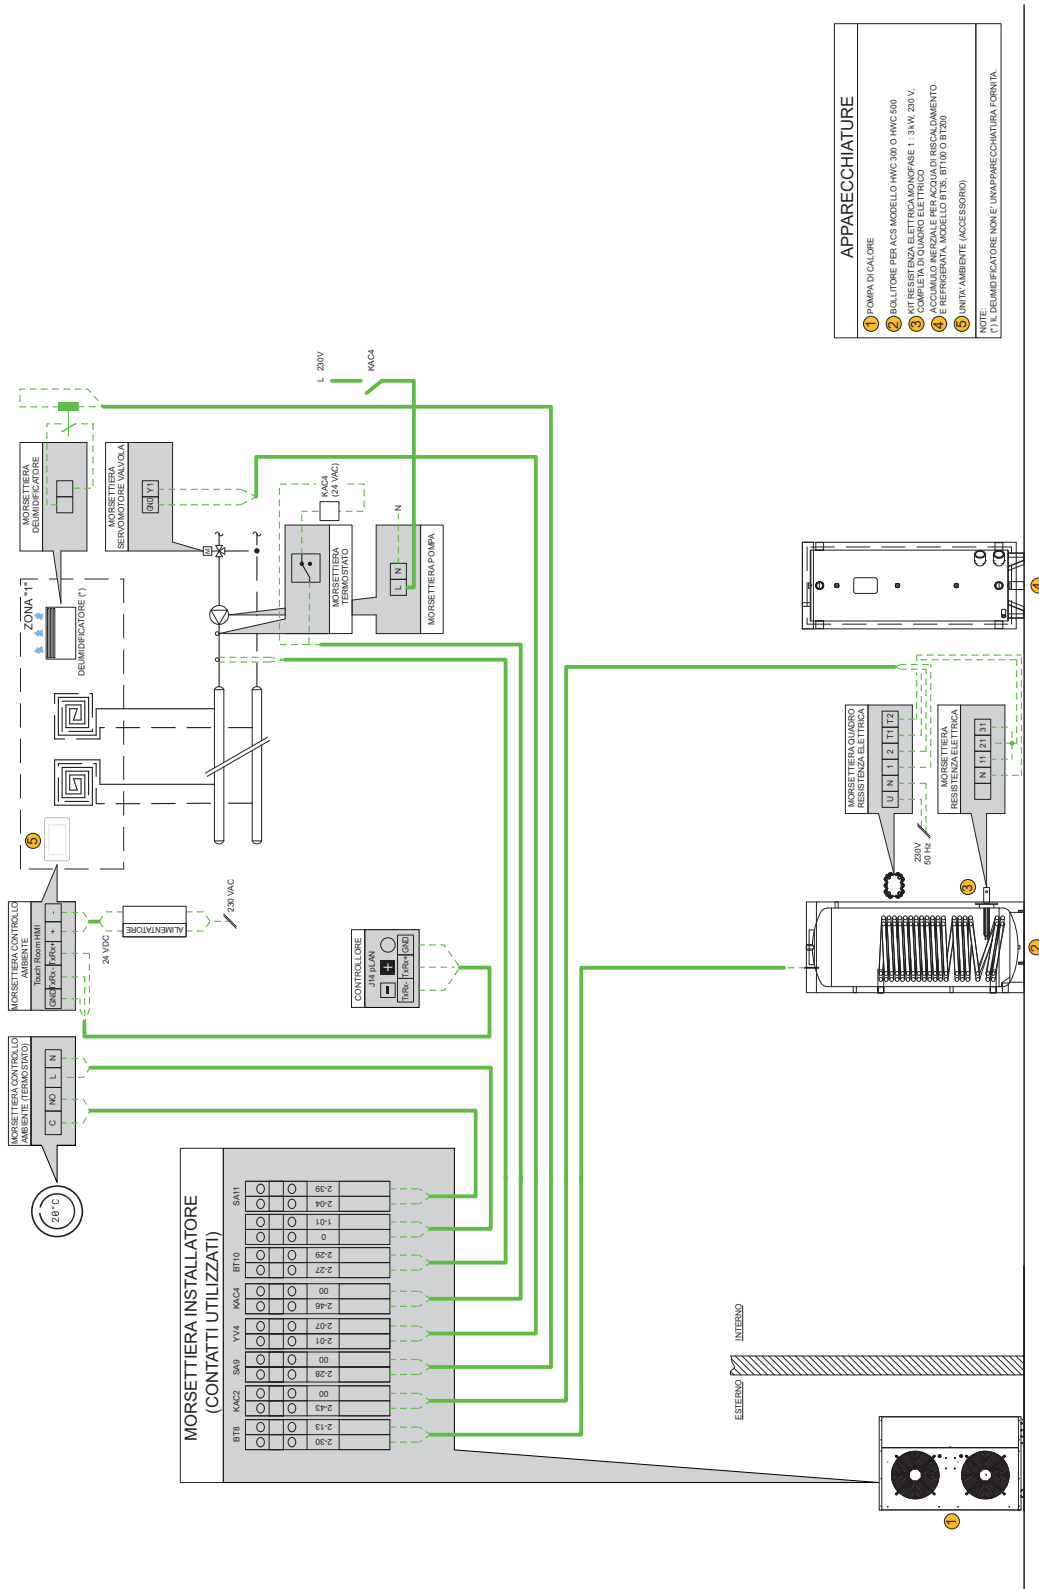 MORSETTIERA INSTALLATORE
(CONTATTI UTILIZZATI)
BT8
KAC2
SA9
YV4
KAC4
BT10
SA11
2-30
2-13
2-43
00
2-28
00
2-01
2-07
2-46
00
2-27
2-29
0
1-01
2-04
2-39
20°C
MORSETTIERA CONTROLLO
AMBIENTE (TERMOSTATO)
C NO L N
MORSETTIERA CONTROLLO
AMBIENTE
Touch Room HMI
GND TxRx- TxRx+ + -
24 VDC
ALIMENTATORE
230 VAC
5
ZONA "1"
DEUMIDIFICATORE (*)
MORSETTIERA
DEUMIDIFICATORE
MORSETTIERA
SERVOMOTORE VALVOLA
GND Y1
M
KAC4
(24 VAC)
MORSETTIERA
TERMOSTATO
L N
N
MORSETTIERA POMPA
L 230V
KAC4
CONTROLLORE
J14 pLAN
TxRx- TxRx+ GND
ESTERNO
INTERNO
1
2
3
4
MORSETTIERA QUADRO
RESISTENZA ELETTRICA
U N 1 2 T1 T2
230V
50 Hz
MORSETTIERA
RESISTENZA ELETTRICA
N 11 21 31
APPARECCHIATURE
1 POMPA DI CALORE
2 BOLLITORE PER ACS MODELLO HWC 300 O HWC 500
3 KIT RESISTENZA ELETTRICA MONOFASE 1 : 3 kW, 230 V,
COMPLETA DI QUADRO ELETTRICO
4 ACCUMULO INERZIALE PER ACQUA DI RISCALDAMENTO
E REFRIGERATA, MODELLO BT35, BT100 O BT200
5 UNITA' AMBIENTE (ACCESSORIO)
NOTE:
(*) IL DEUMIDIFICATORE NON E' UN'APPARECCHIATURA FORNITA.